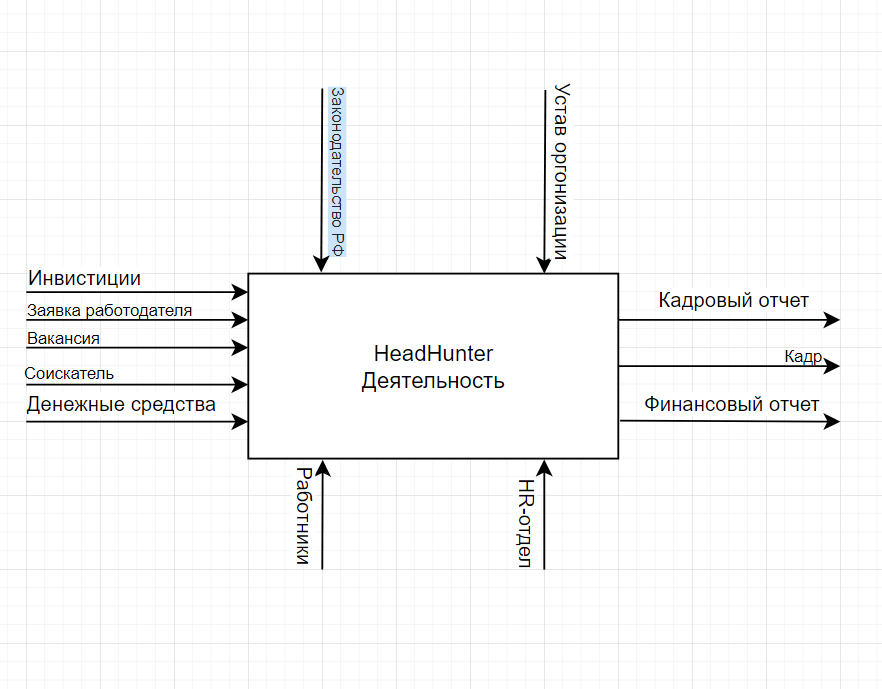 Законодательство РФ
Устав оргонизации
Инвистиции
Заявка работодателя
Вакансия
Соискатель
Денежные средства
HeadHunter
Деятельность
Кадровый отчет
Кадр
Финансовый отчет
Работники
HR-отдел